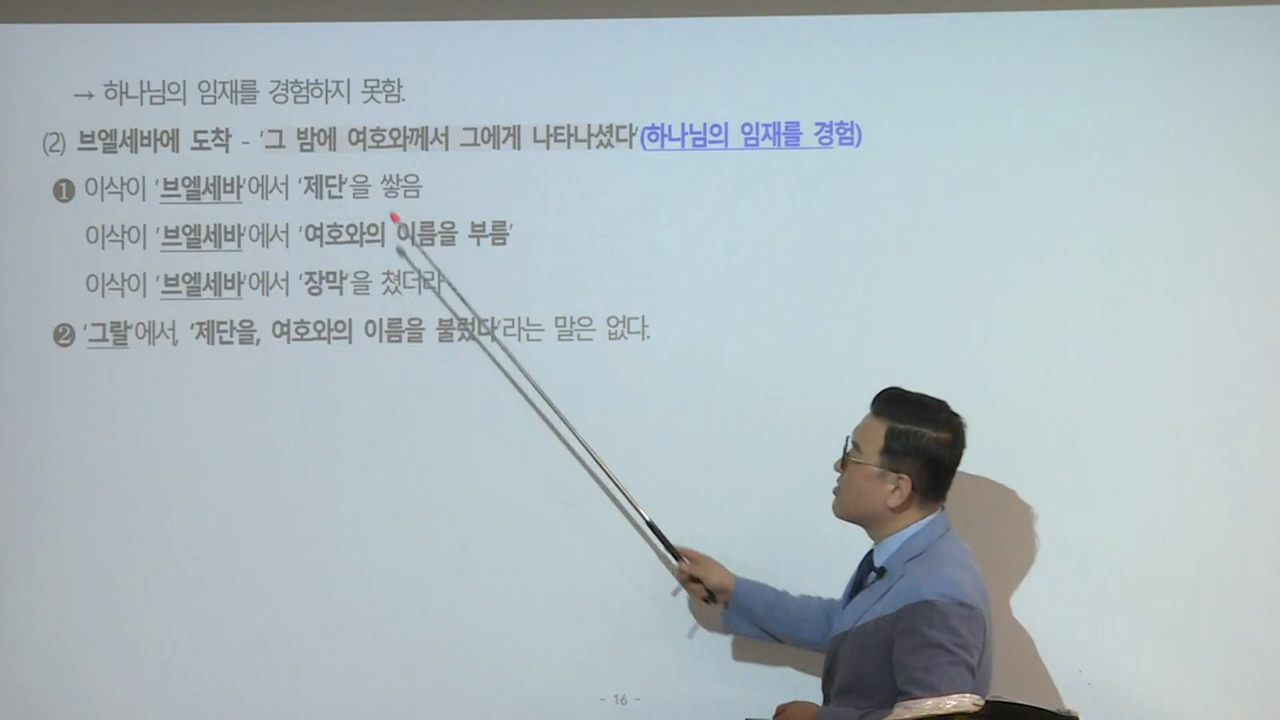 → 하나님의 임재를 경험하지 못함.
(2) 브엘세바에 도착 - '그 밤에 여호와께서 그에게 나타나셨다'(하나님의 임재를 경험)
❶ 이삭이 '브엘세바'에서 '제단'을 쌓음
이삭이 '브엘세바'에서 '여호와의 이름을 부름'
이삭이 '브엘세바'에서 '장막'을 쳤더라
❷ '그랄'에서, '제단을, 여호와의 이름을 불렀다'라는 말은 없다.
- 16 -